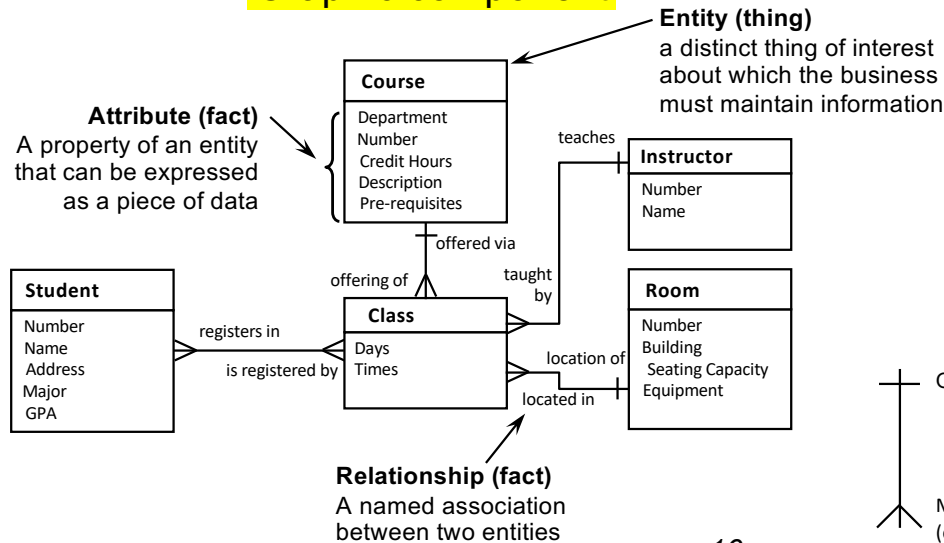 Entity (thing)
a distinct thing of interest
about which the business
must maintain information
Attribute (fact)
A property of an entity
that can be expressed
as a piece of data
Course
Department
Number
Credit Hours
Description
Pre-requisites
teaches
Instructor
Number
Name
offered via
offering of
taught
by
Student
Number
Name
Address
Major
GPA
registers in
is registered by
Class
Days
Times
Room
Number
Building
Seating Capacity
Equipment
location of
located in
Relationship (fact)
A named association
between two entities